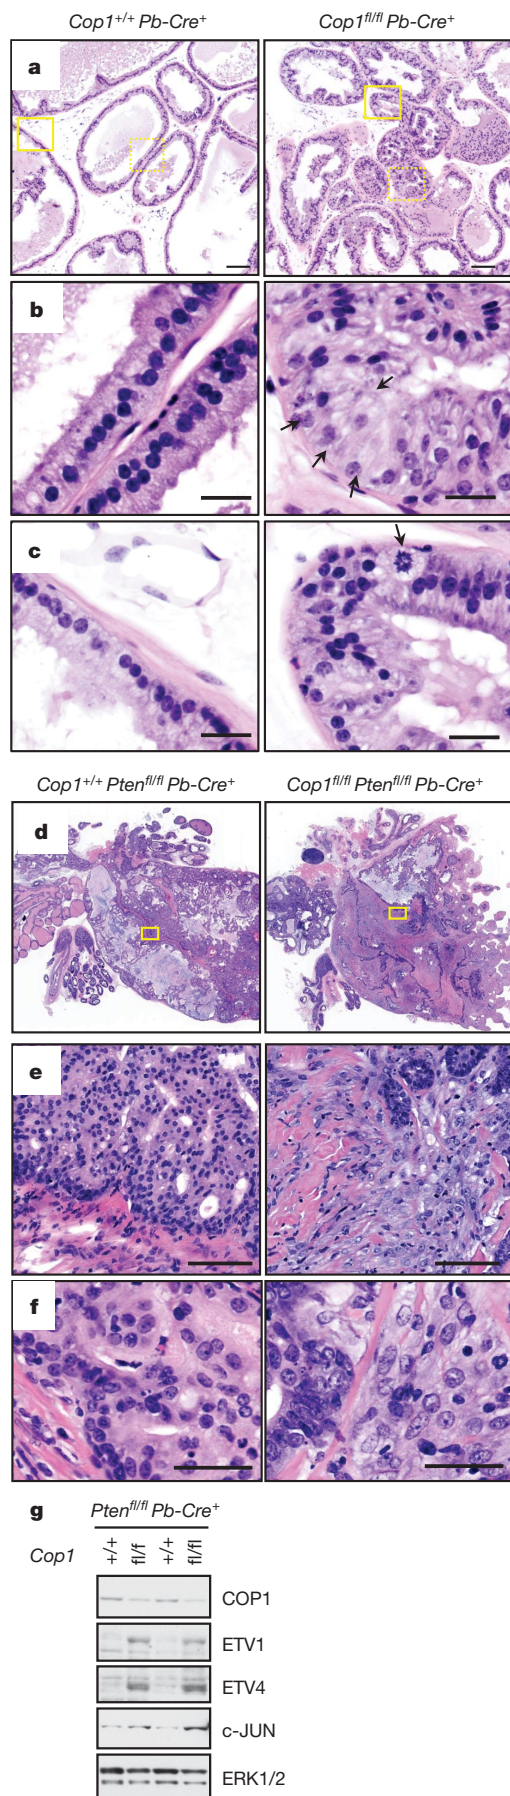 Cop1+/+ Pb-Cre+ Cop1fl/fl Pb-Cre+
a
b
c
Cop1+/+ Ptenfl/fl Pb-Cre+ Cop1fl/fl Ptenfl/fl Pb-Cre+
d
e
f
g Ptenfl/fl Pb-Cre+
Cop1 +/+ fl/f +/+ fl/fl
COP1
ETV1
ETV4
c-JUN
ERK1/2